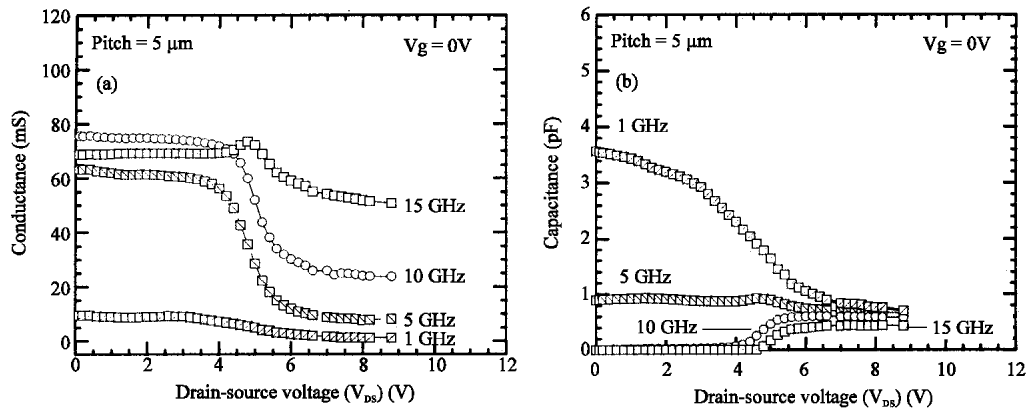 120
100
80
60
40
20
0
Conductance (mS)
Pitch = 5 μm
Vg = 0V
(a)
15 GHz
10 GHz
5 GHz
1 GHz
0 2 4 6 8 10 12
Drain-source voltage (V_DS) (V)
6
5
4
3
2
1
0
Capacitance (pF)
Pitch = 5 μm
Vg = 0V
(b)
1 GHz
5 GHz
10 GHz
15 GHz
0 2 4 6 8 10 12
Drain-source voltage (V_DS) (V)